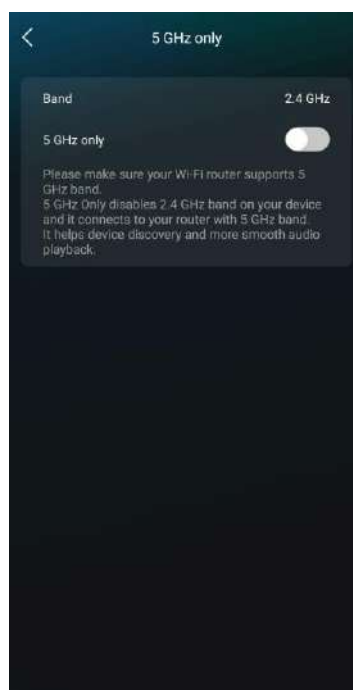 5 GHz only
Band 2.4 GHz
5 GHz only
Please make sure your Wi-Fi router supports 5
GHz band.
5 GHz Only disables 2.4 GHz band on your device
and it connects to your router with 5 GHz band.
It helps device discovery and more smooth audio
playback.